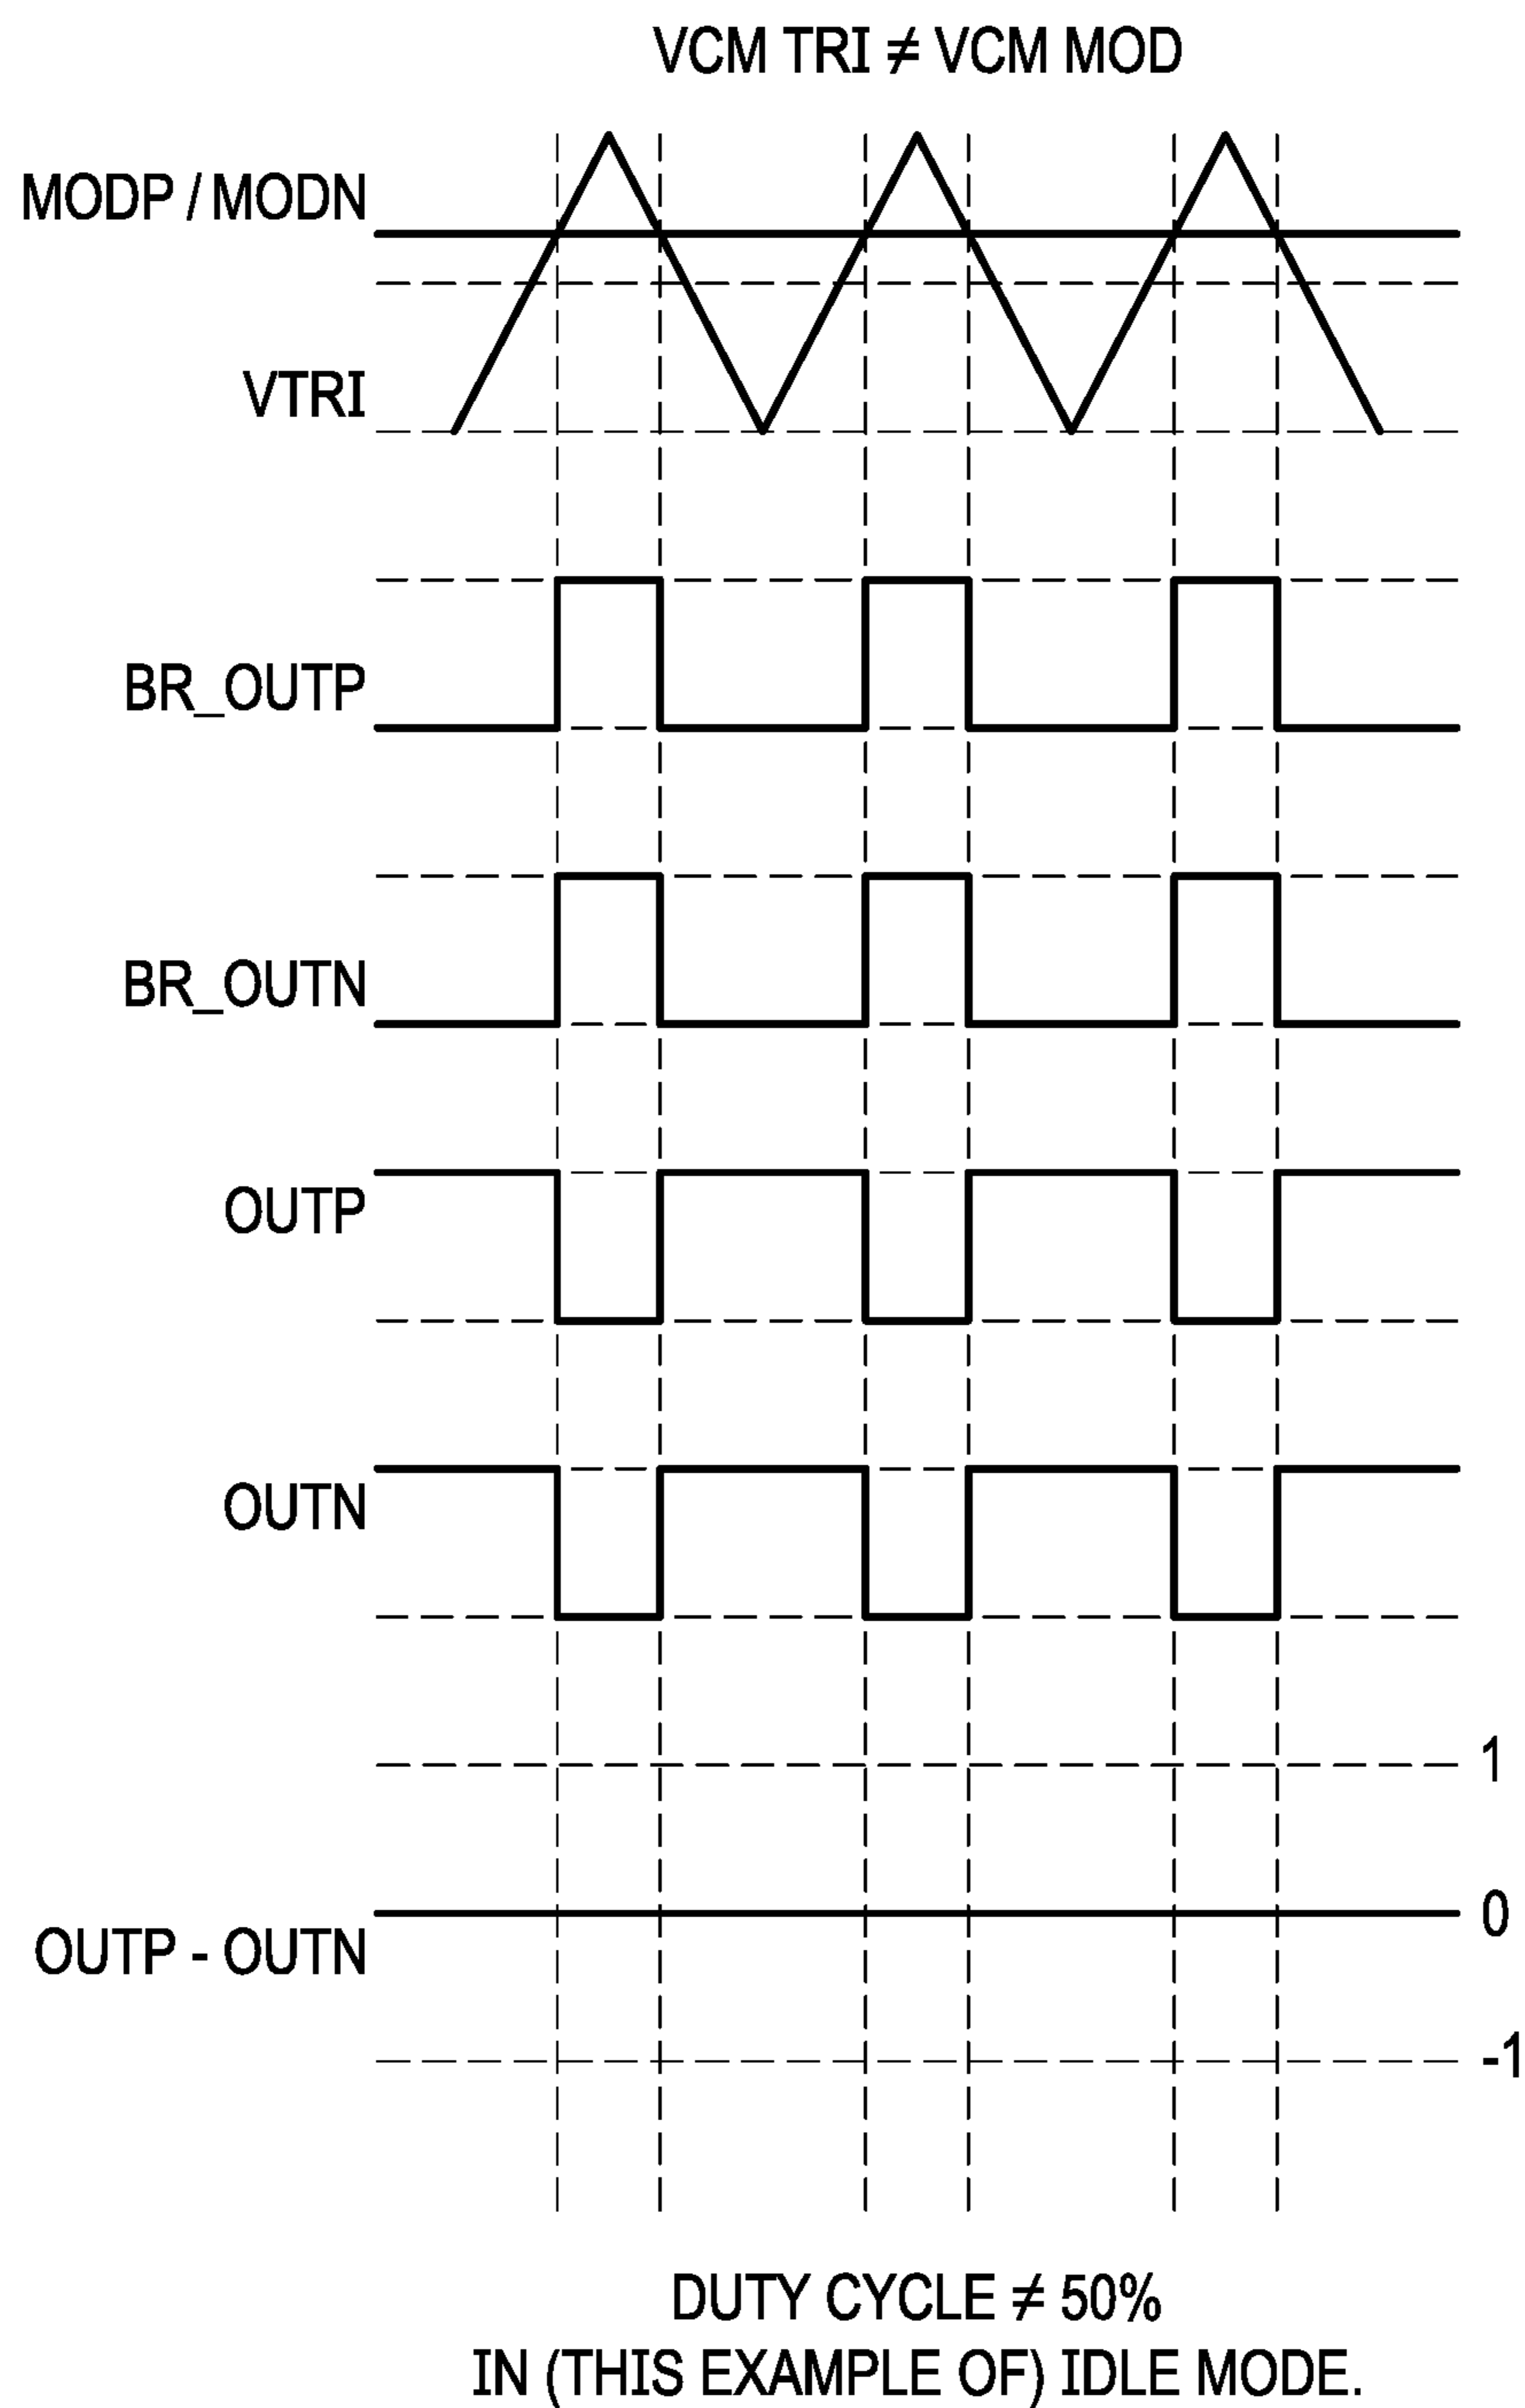 VCM TRI ≠ VCM MOD
MODP / MODN
VTRI
BR_OUTP
BR_OUTN
OUTP
OUTN
1
0
OUTP - OUTN
-1
DUTY CYCLE ≠ 50%
IN (THIS EXAMPLE OF) IDLE MODE.